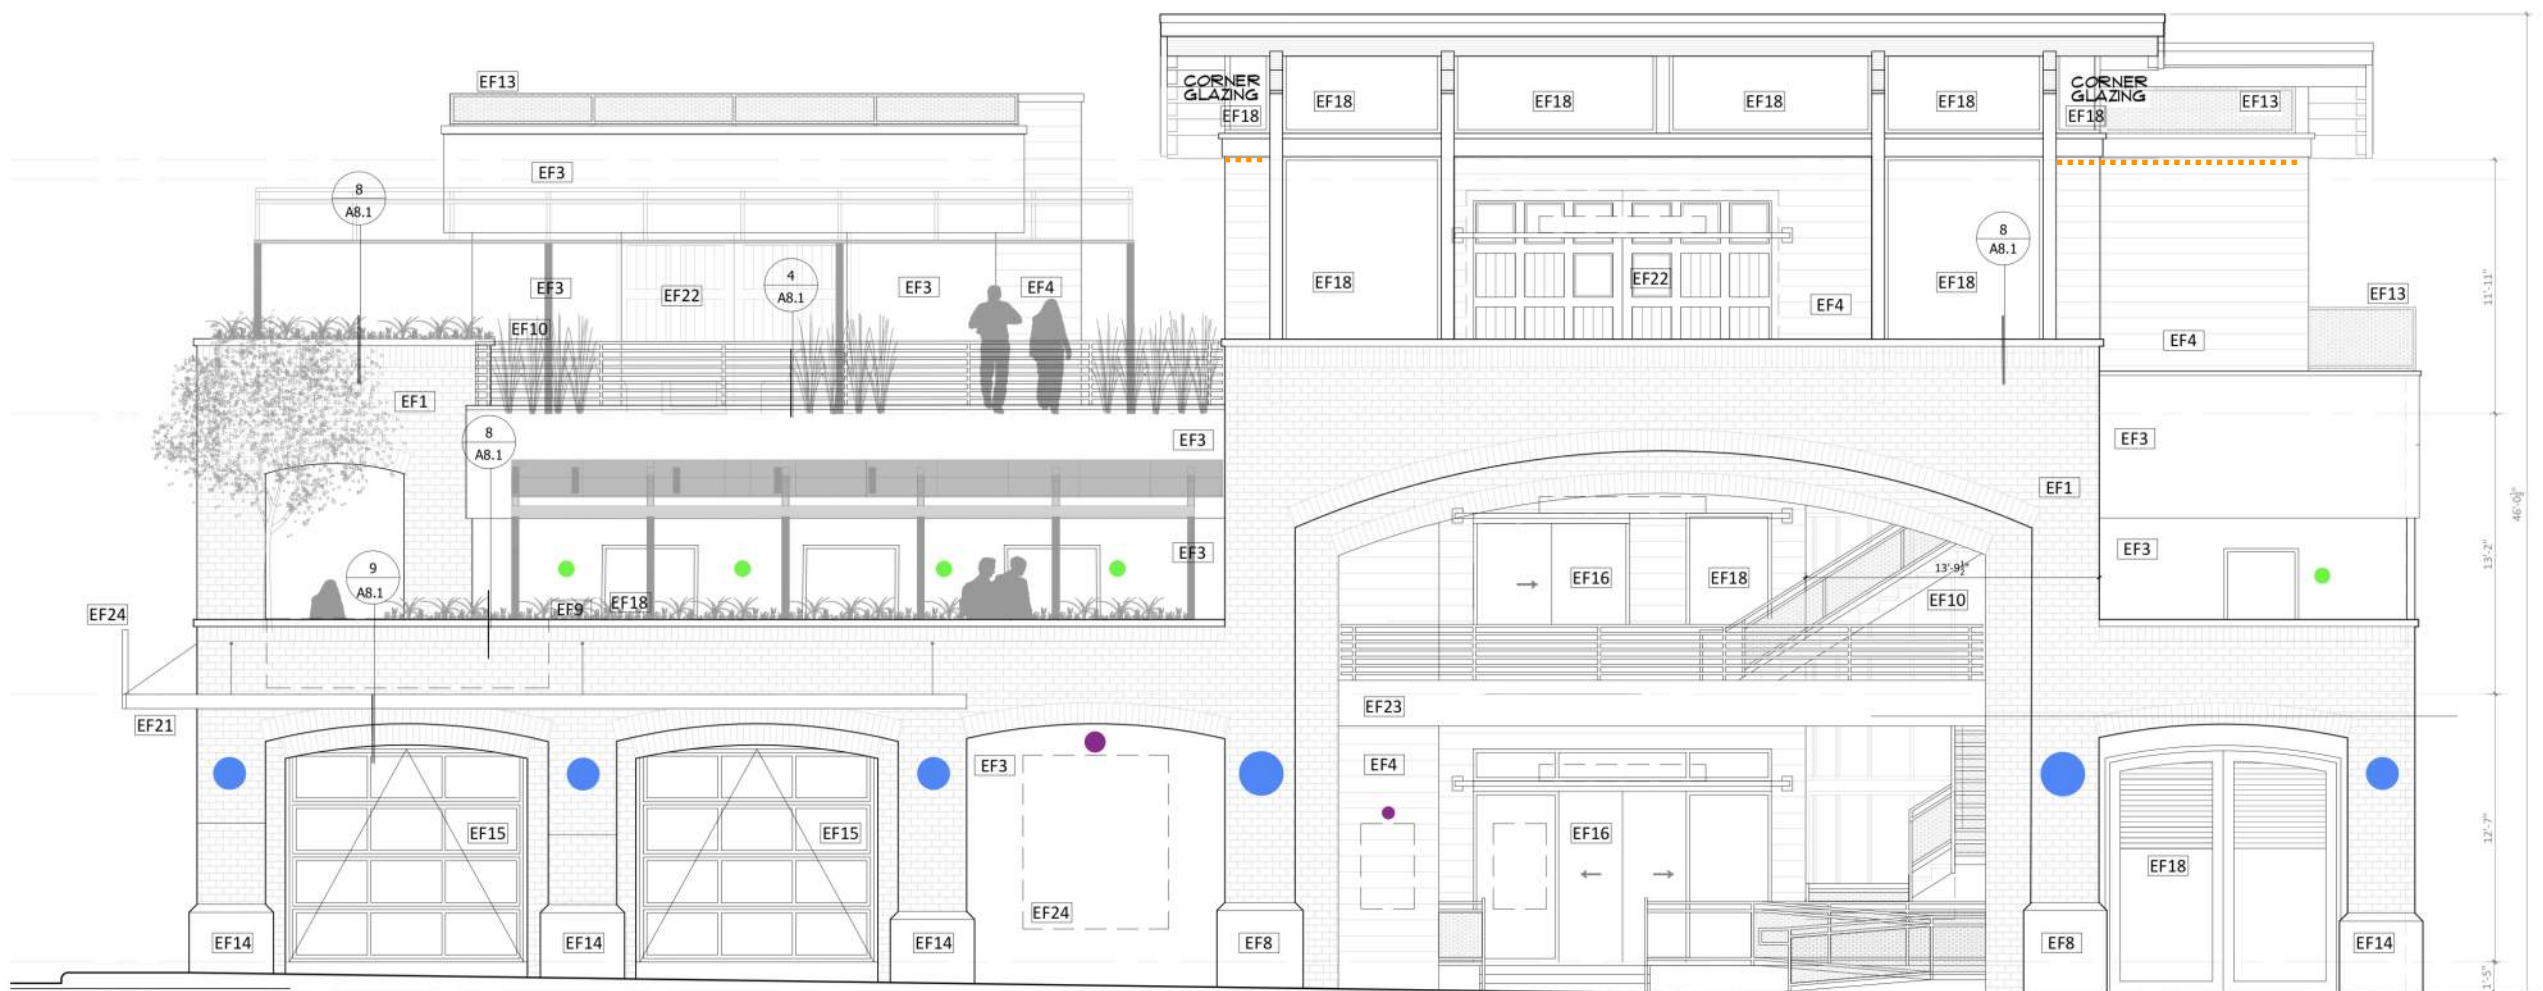 CORNER
GLAZING
CORNER
GLAZING
EF13
EF18
EF18
EF18
EF18
EF18
EF18
EF13
EF3
8
A8.1
8
A8.1
4
A8.1
EF3
EF22
EF3
EF4
EF18
EF22
EF4
EF18
EF13
11'-11"
EF10
EF4
EF1
8
A8.1
EF3
EF1
EF3
46'-0⅛"
EF3
EF3
13'-2"
9
A8.1
EF16
EF18
13'-9½"
EF24
EF9
EF18
EF10
EF21
EF23
EF3
EF4
EF15
EF15
EF16
12'-7"
EF18
EF24
EF14
EF14
EF14
EF8
EF8
EF14
1'-5"